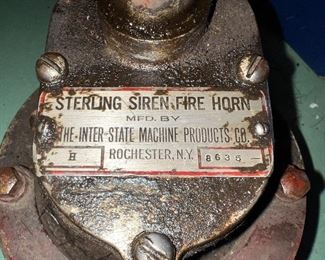 STERLING SIREN FIRE HORN
MFD. BY
THE-INTER-STATE MACHINE PRODUCTS CO.
H ROCHESTER, N.Y. 8635-